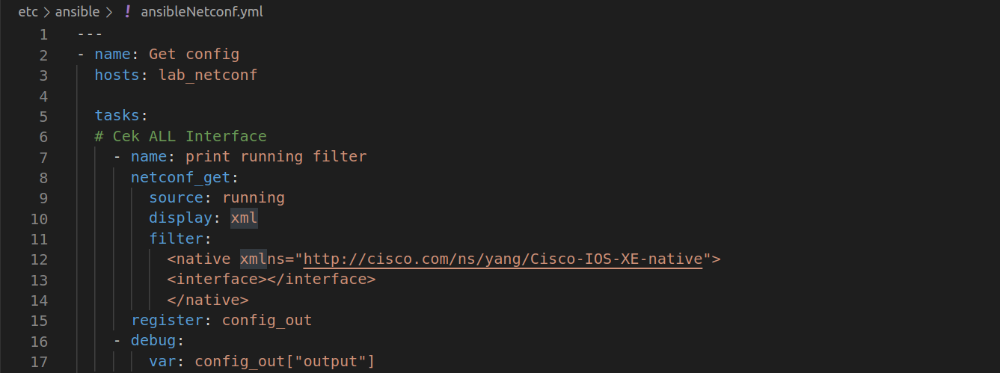 etc > ansible > ! ansibleNetconf.yml
1 ---
2 - name: Get config
3   hosts: lab_netconf
4
5   tasks:
6   # Cek ALL Interface
7     - name: print running filter
8       netconf_get:
9         source: running
10         display: xml
11         filter:
12           <native xmlns="http://cisco.com/ns/yang/Cisco-IOS-XE-native">
13           <interface></interface>
14           </native>
15       register: config_out
16     - debug:
17         var: config_out["output"]